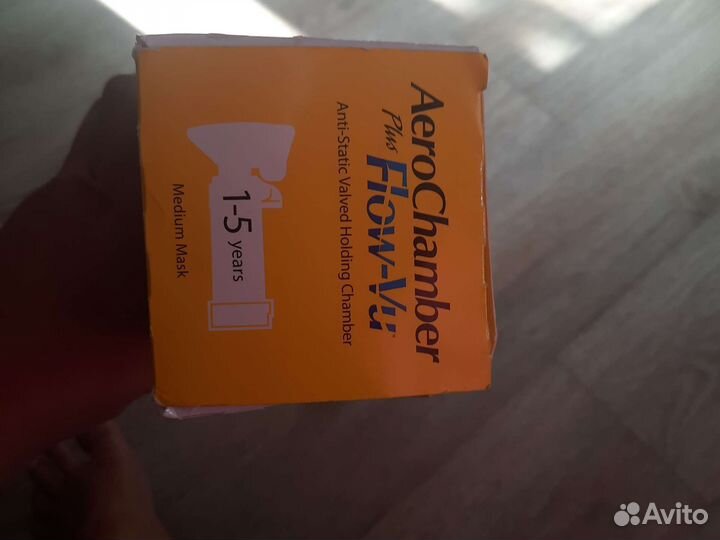 AeroChamber
Plus Flow-Vu
Anti-Static Valved Holding Chamber
1-5 years
Medium Mask
Avito